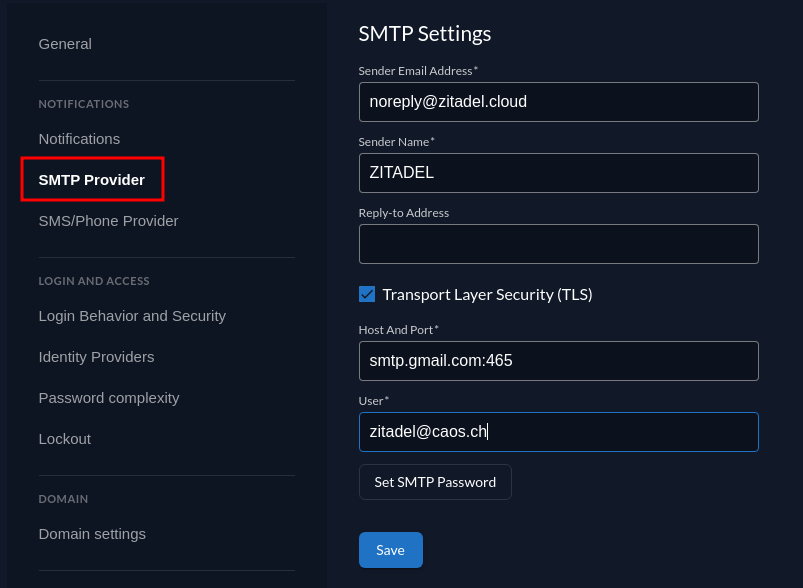 General
NOTIFICATIONS
Notifications
SMTP Provider
SMS/Phone Provider
LOGIN AND ACCESS
Login Behavior and Security
Identity Providers
Password complexity
Lockout
DOMAIN
Domain settings
SMTP Settings
Sender Email Address*
noreply@zitadel.cloud
Sender Name*
ZITADEL
Reply-to Address
Transport Layer Security (TLS)
Host And Port*
smtp.gmail.com:465
User*
zitadel@caos.ch
Set SMTP Password
Save